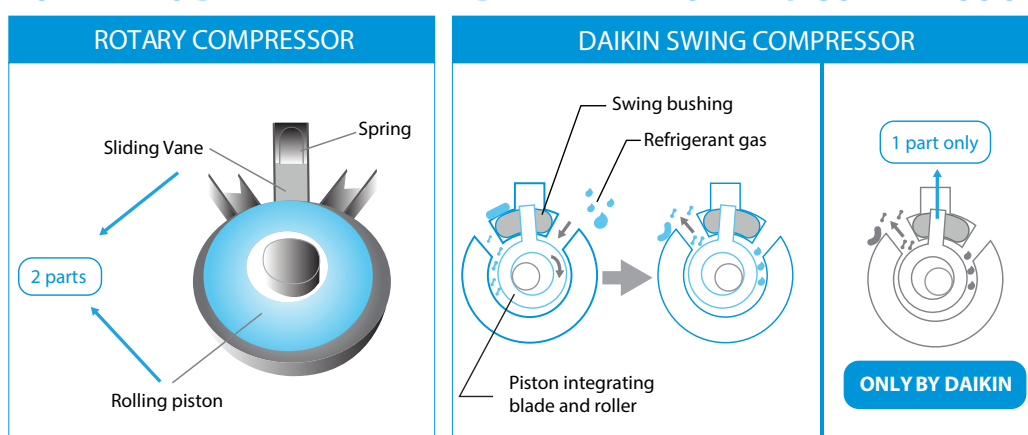 ROTARY COMPRESSOR
DAIKIN SWING COMPRESSOR
Spring
Sliding Vane
2 parts
Rolling piston
Swing bushing
Refrigerant gas
Piston integrating
blade and roller
1 part only
ONLY BY DAIKIN